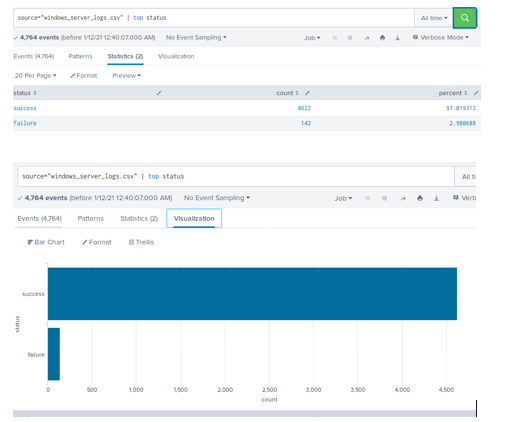 source="windows_server_logs.csv" | top status
All time
4,764 events (before 1/12/21 12:40:07.000 AM) No Event Sampling Job Verbose Mode
Events (4,764) Patterns Statistics (2) Visualization
20 Per Page Format Preview
status count percent
success 4622 97.019312
failure 142 2.980688
source="windows_server_logs.csv" | top status
All ti
4,764 events (before 1/12/21 12:40:07.000 AM) No Event Sampling Job Verb
Events (4,764) Patterns Statistics (2) Visualization
Bar Chart Format Trellis
success
status
failure
0 500 1,000 1,500 2,000 2,500 3,000 3,500 4,000 4,500
count